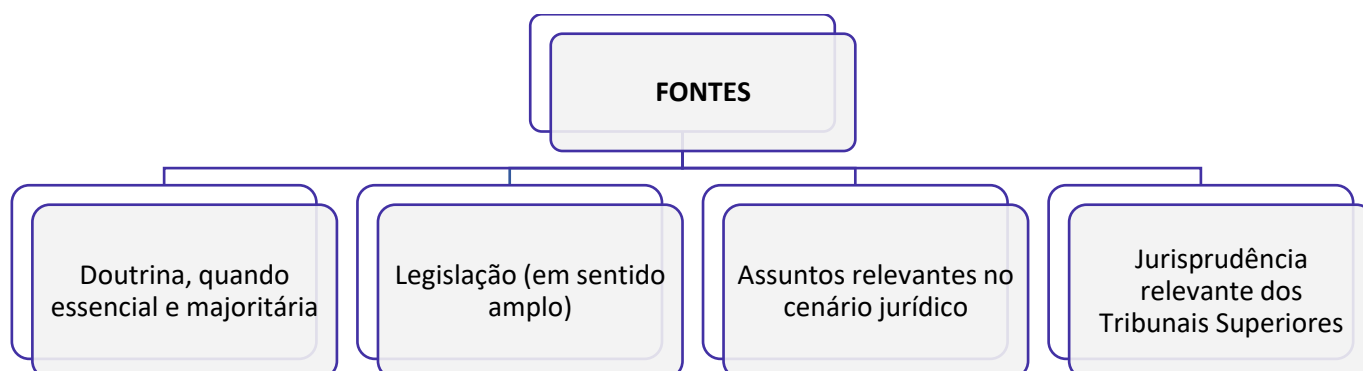 FONTES
Doutrina, quando
essencial e majoritária
Legislação (em sentido
amplo)
Assuntos relevantes no
cenário jurídico
Jurisprudência
relevante dos
Tribunais Superiores